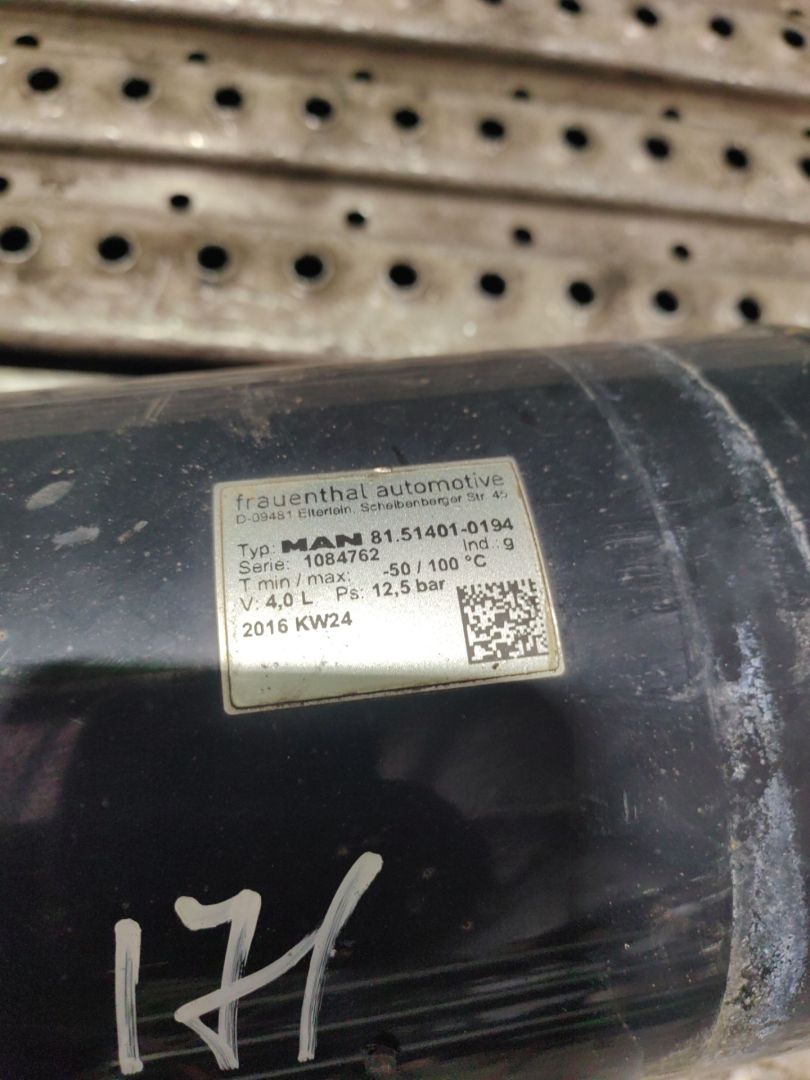 frauenthal automotive
D-09481 Elterlein, Scheibenberger Str. 45
Typ: MAN 81.51401-0194
Serie: 1084762 Ind.: g
T min / max: -50 / 100 °C
V: 4,0 L Ps: 12,5 bar
2016 KW24
171